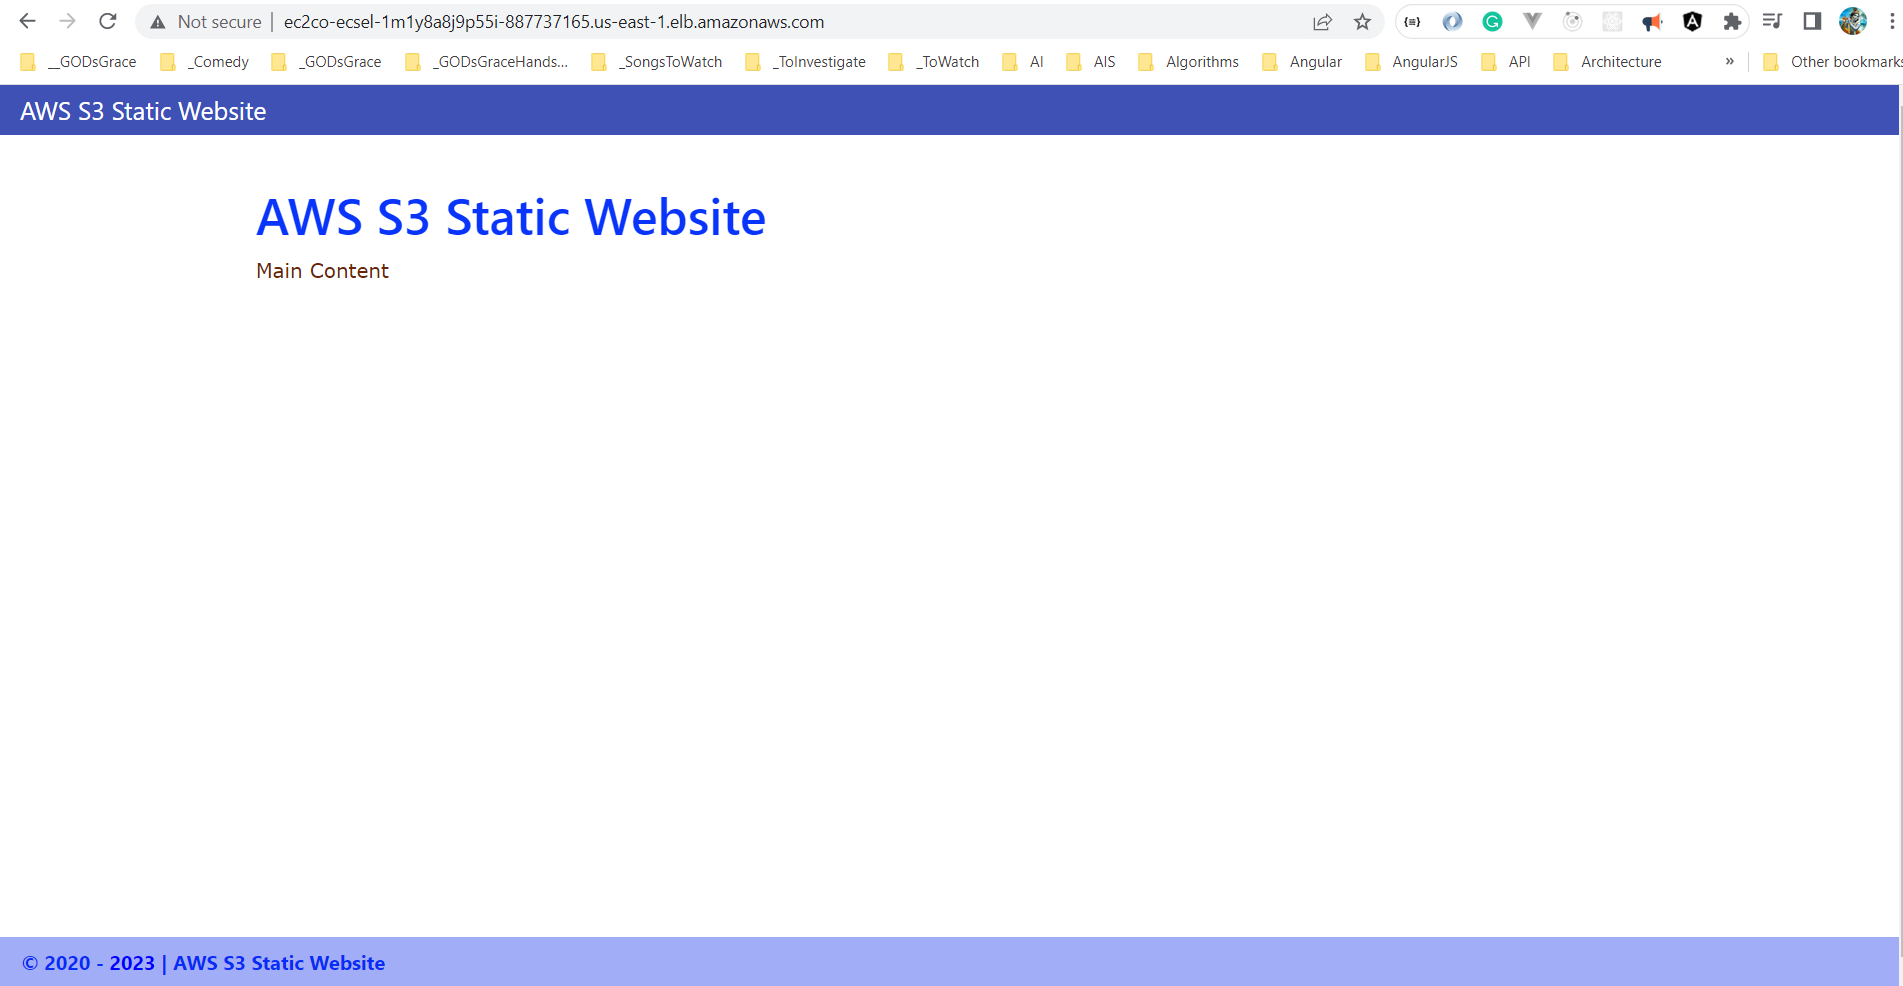 Not secure | ec2co-ecsel-1m1y8a8j9p55i-887737165.us-east-1.elb.amazonaws.com
__GODsGrace _Comedy _GODsGrace _GODsGraceHands... _SongsToWatch _ToInvestigate _ToWatch AI AIS Algorithms Angular AngularJS API Architecture » Other bookmarks
AWS S3 Static Website
AWS S3 Static Website
Main Content
© 2020 - 2023 | AWS S3 Static Website